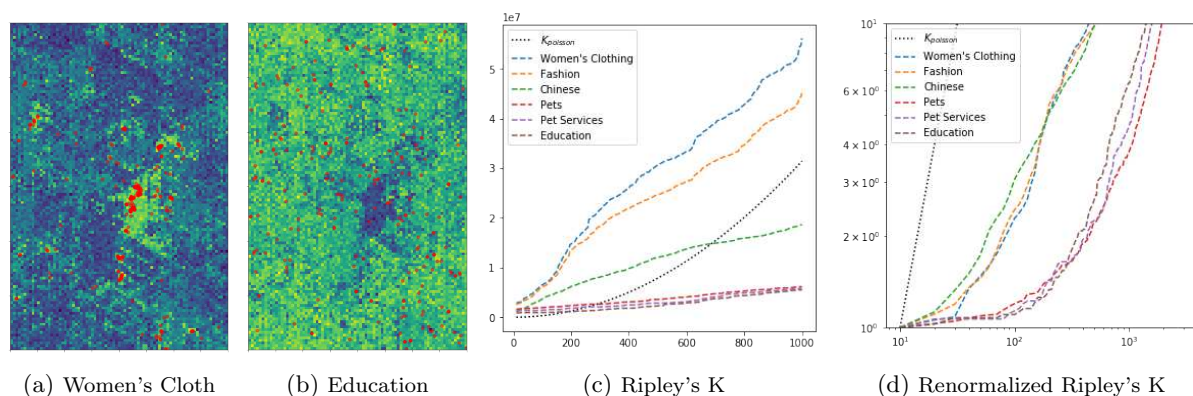 1e7
K_poisson
Women's Clothing
Fashion
Chinese
Pets
Pet Services
Education
5
4
3
2
1
0
0 200 400 600 800 1000
10^1
6 × 10^0
4 × 10^0
3 × 10^0
2 × 10^0
10^0
K_poisson
Women's Clothing
Fashion
Chinese
Pets
Pet Services
Education
10^1 10^2 10^3
(a) Women's Cloth (b) Education (c) Ripley's K (d) Renormalized Ripley's K